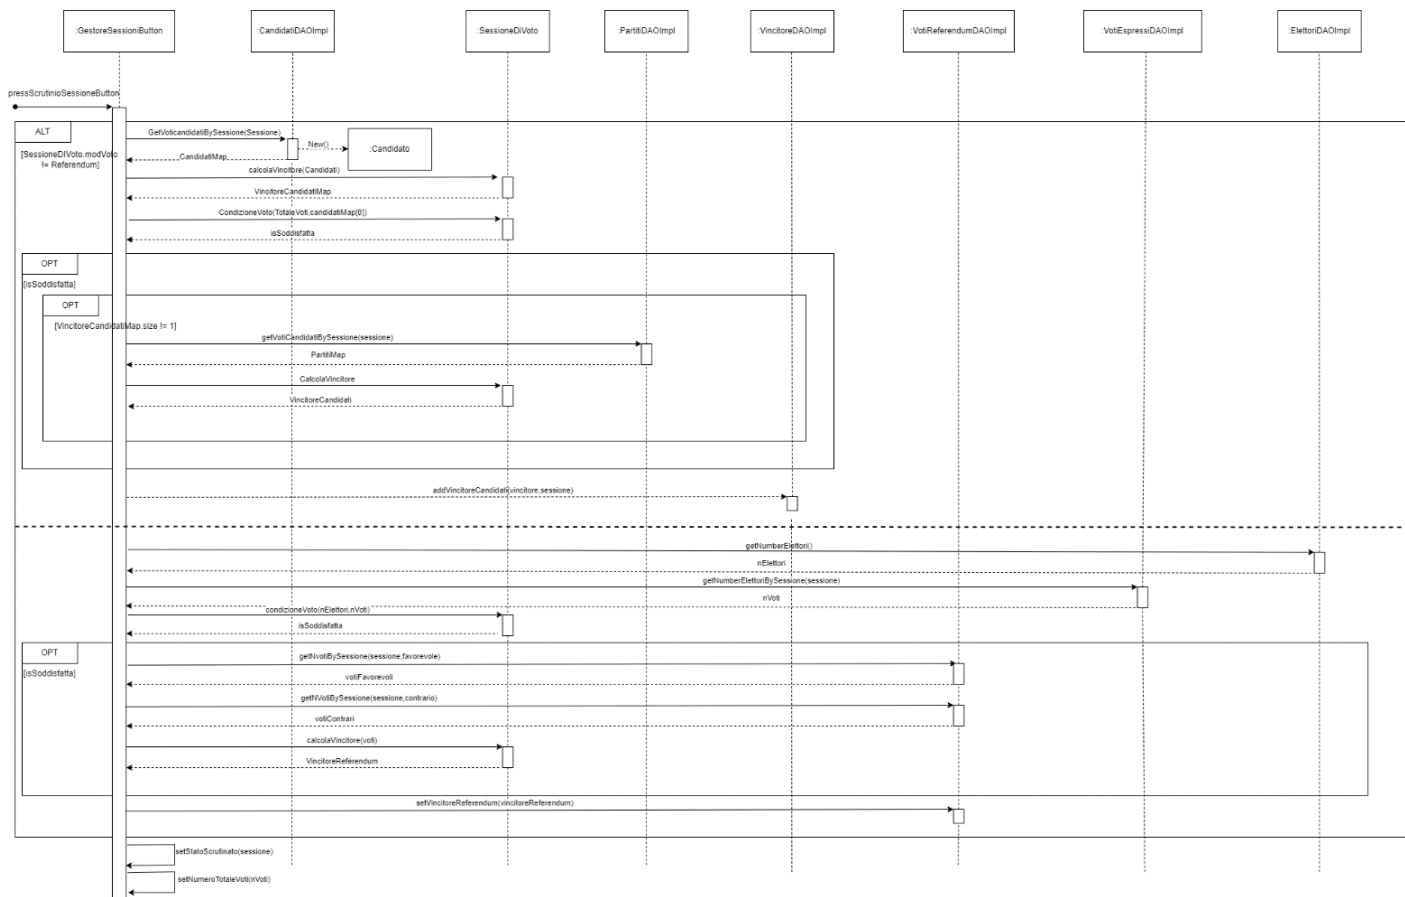 :GestoreSessioniButton
:CandidatiDAOImpl
:SessioneDiVoto
:PartitiDAOImpl
:VincitoreDAOImpl
:VotiReferendumDAOImpl
:VotiEspressiDAOImpl
:ElettoriDAOImpl
pressScrutinioSessioneButton
ALT
[SessioneDIVoto.modVoto
!= Referendum]
GetVoticandidatiBySessione(Sessione)
New()
:Candidato
CandidatiMap
calcolaVincitore(Candidati)
VincitoreCandidatiMap
CondizioneVoto(TotaleVoti,candidatiMap[0])
isSoddisfatta
OPT
[isSoddisfatta]
OPT
[VincitoreCandidatiMap.size != 1]
getVotiCandidatiBySessione(sessione)
PartitiMap
CalcolaVincitore
VincitoreCandidati
addVincitoreCandidati(vincitore,sessione)
getNumberElettori()
nElettori
getNumberElettoriBySessione(sessione)
nVoti
condizioneVoto(nElettori,nVoti)
isSoddisfatta
OPT
[isSoddisfatta]
getNvotiBySessione(sessione,favorevole)
votiFavorevoli
getNVotiBySessione(sessione,contrario)
votiContrari
calcolaVincitore(voti)
VincitoreReferendum
setVincitoreReferendum(vincitoreReferendum)
setStatoScrutinato(sessione)
setNumeroTotaleVoti(nVoti)